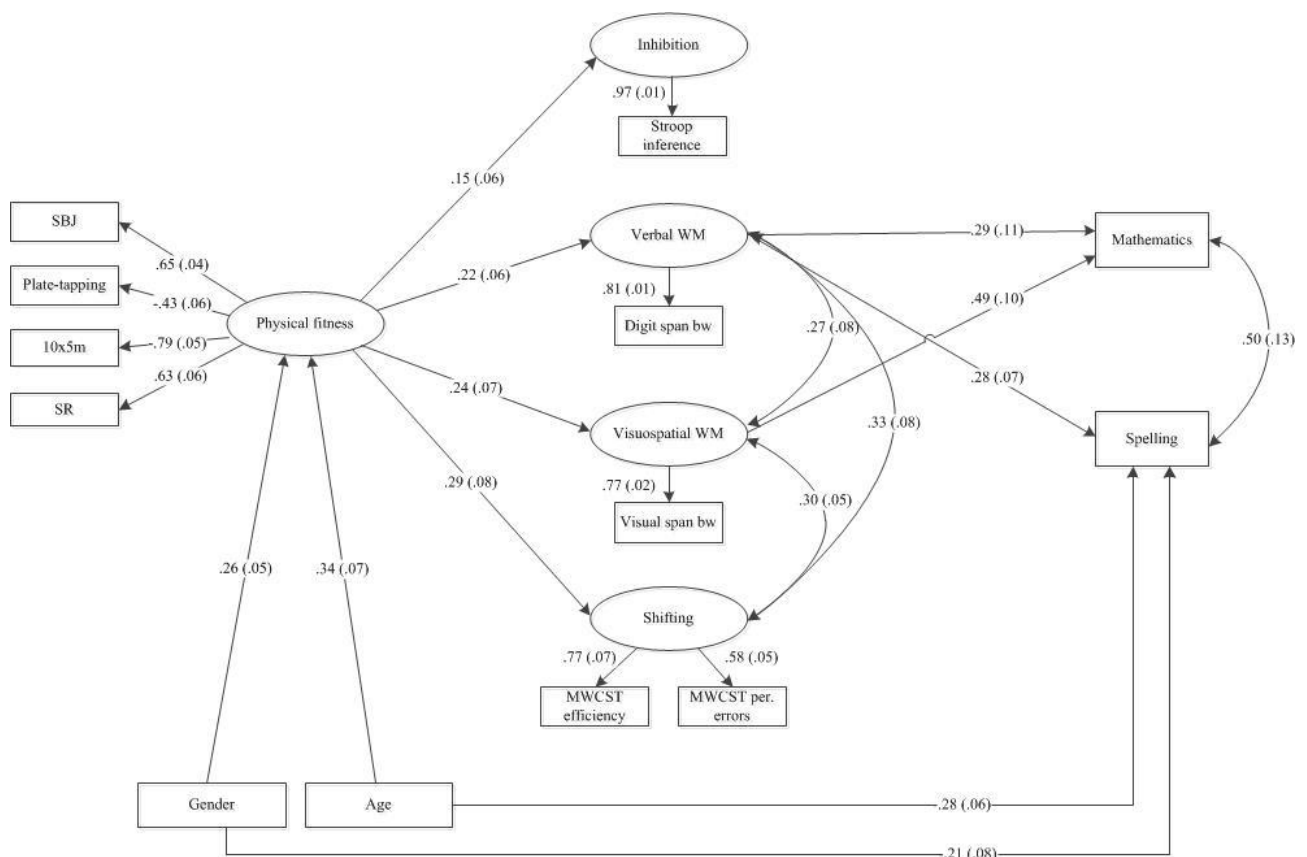 Inhibition
.97 (.01)
Stroop
inference
.15 (.06)
SBJ
.65 (.04)
Plate-tapping
-.43 (.06)
Physical fitness
10x5m
-.79 (.05)
SR
.63 (.06)
.22 (.06)
Verbal WM
.81 (.01)
Digit span bw
.29 (.11)
Mathematics
.49 (.10)
.27 (.08)
.50 (.13)
.28 (.07)
.24 (.07)
Visuospatial WM
.33 (.08)
Spelling
.77 (.02)
Visual span bw
.30 (.05)
.29 (.08)
Shifting
.77 (.07)
.58 (.05)
MWCST
efficiency
MWCST per.
errors
.26 (.05)
.34 (.07)
Gender
Age
.28 (.06)
.21 (.08)